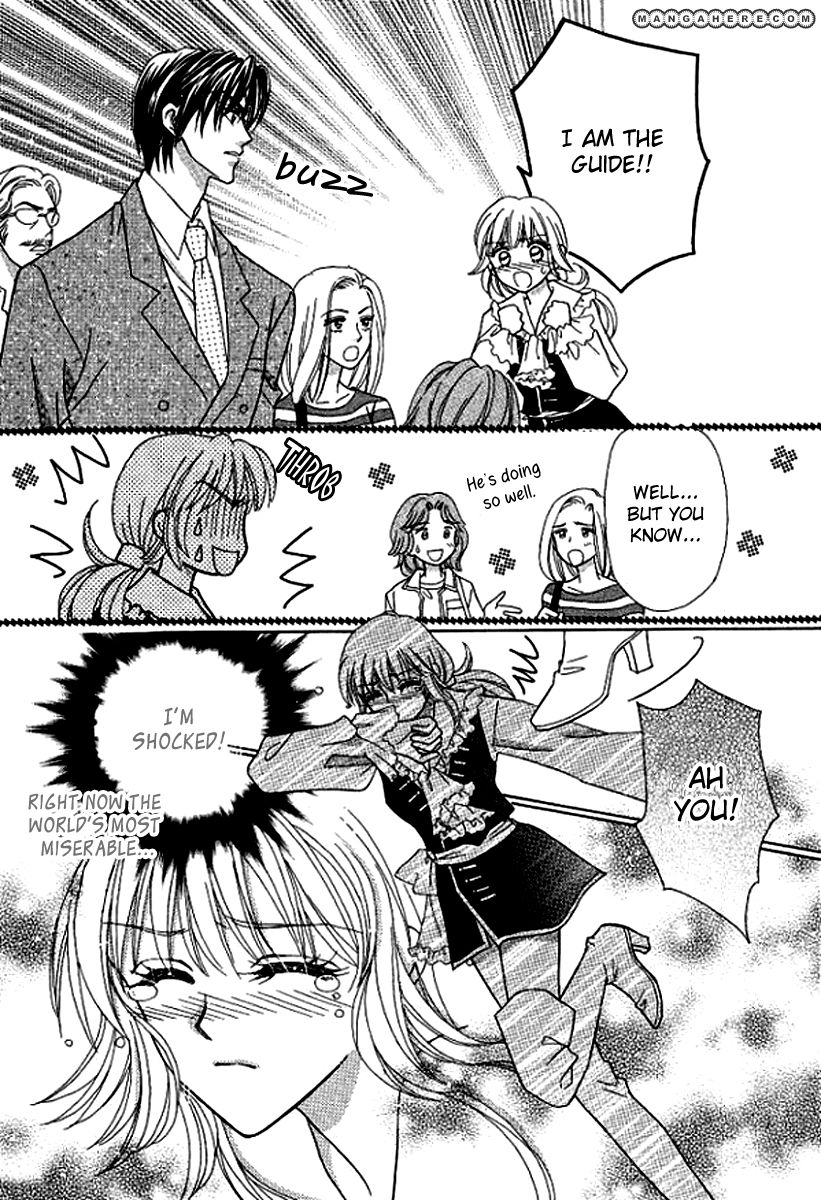 MANGAHERE.COM
I AM THE
GUIDE!!
buzz
WELL...
BUT YOU
KNOW...
He's doing
so well.
THROB
AH
YOU!
I'M
SHOCKED!
RIGHT NOW THE
WORLD'S MOST
MISERABLE...